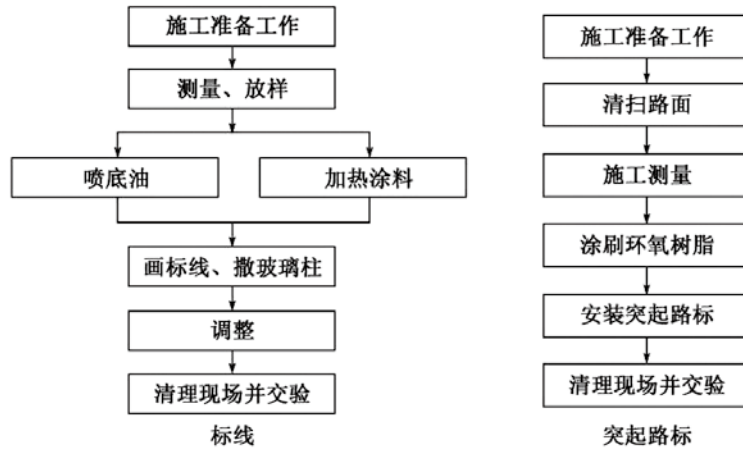 施工准备工作
测量、放样
喷底油
加热涂料
画标线、撒玻璃柱
调整
清理现场并交验
标线
施工准备工作
清扫路面
施工测量
涂刷环氧树脂
安装突起路标
清理现场并交验
突起路标